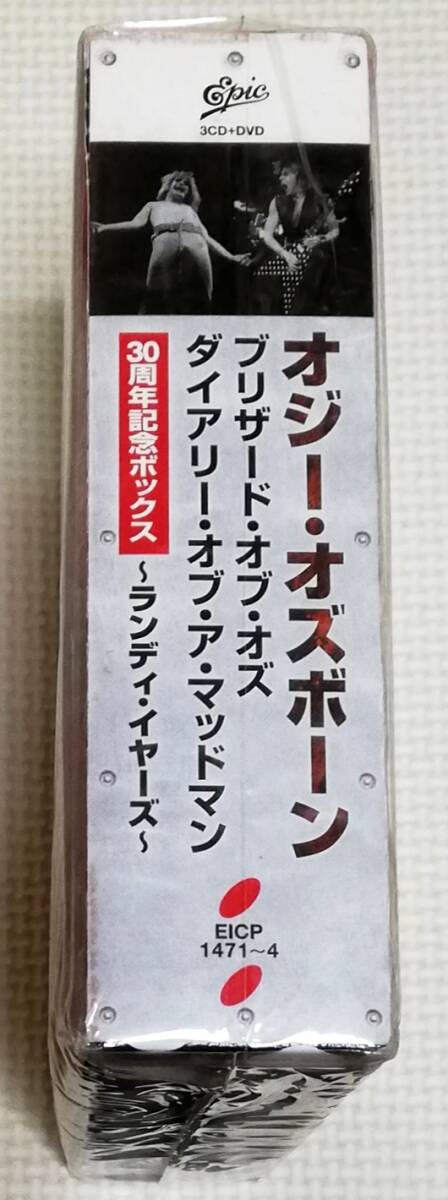 Epic
3CD+DVD
オジー・オズボーン
ブリザード・オブ・オズ
ダイアリー・オブ・ア・マッドマン
30周年記念ボックス
～ランディ・イヤーズ～
EICP
1471～4